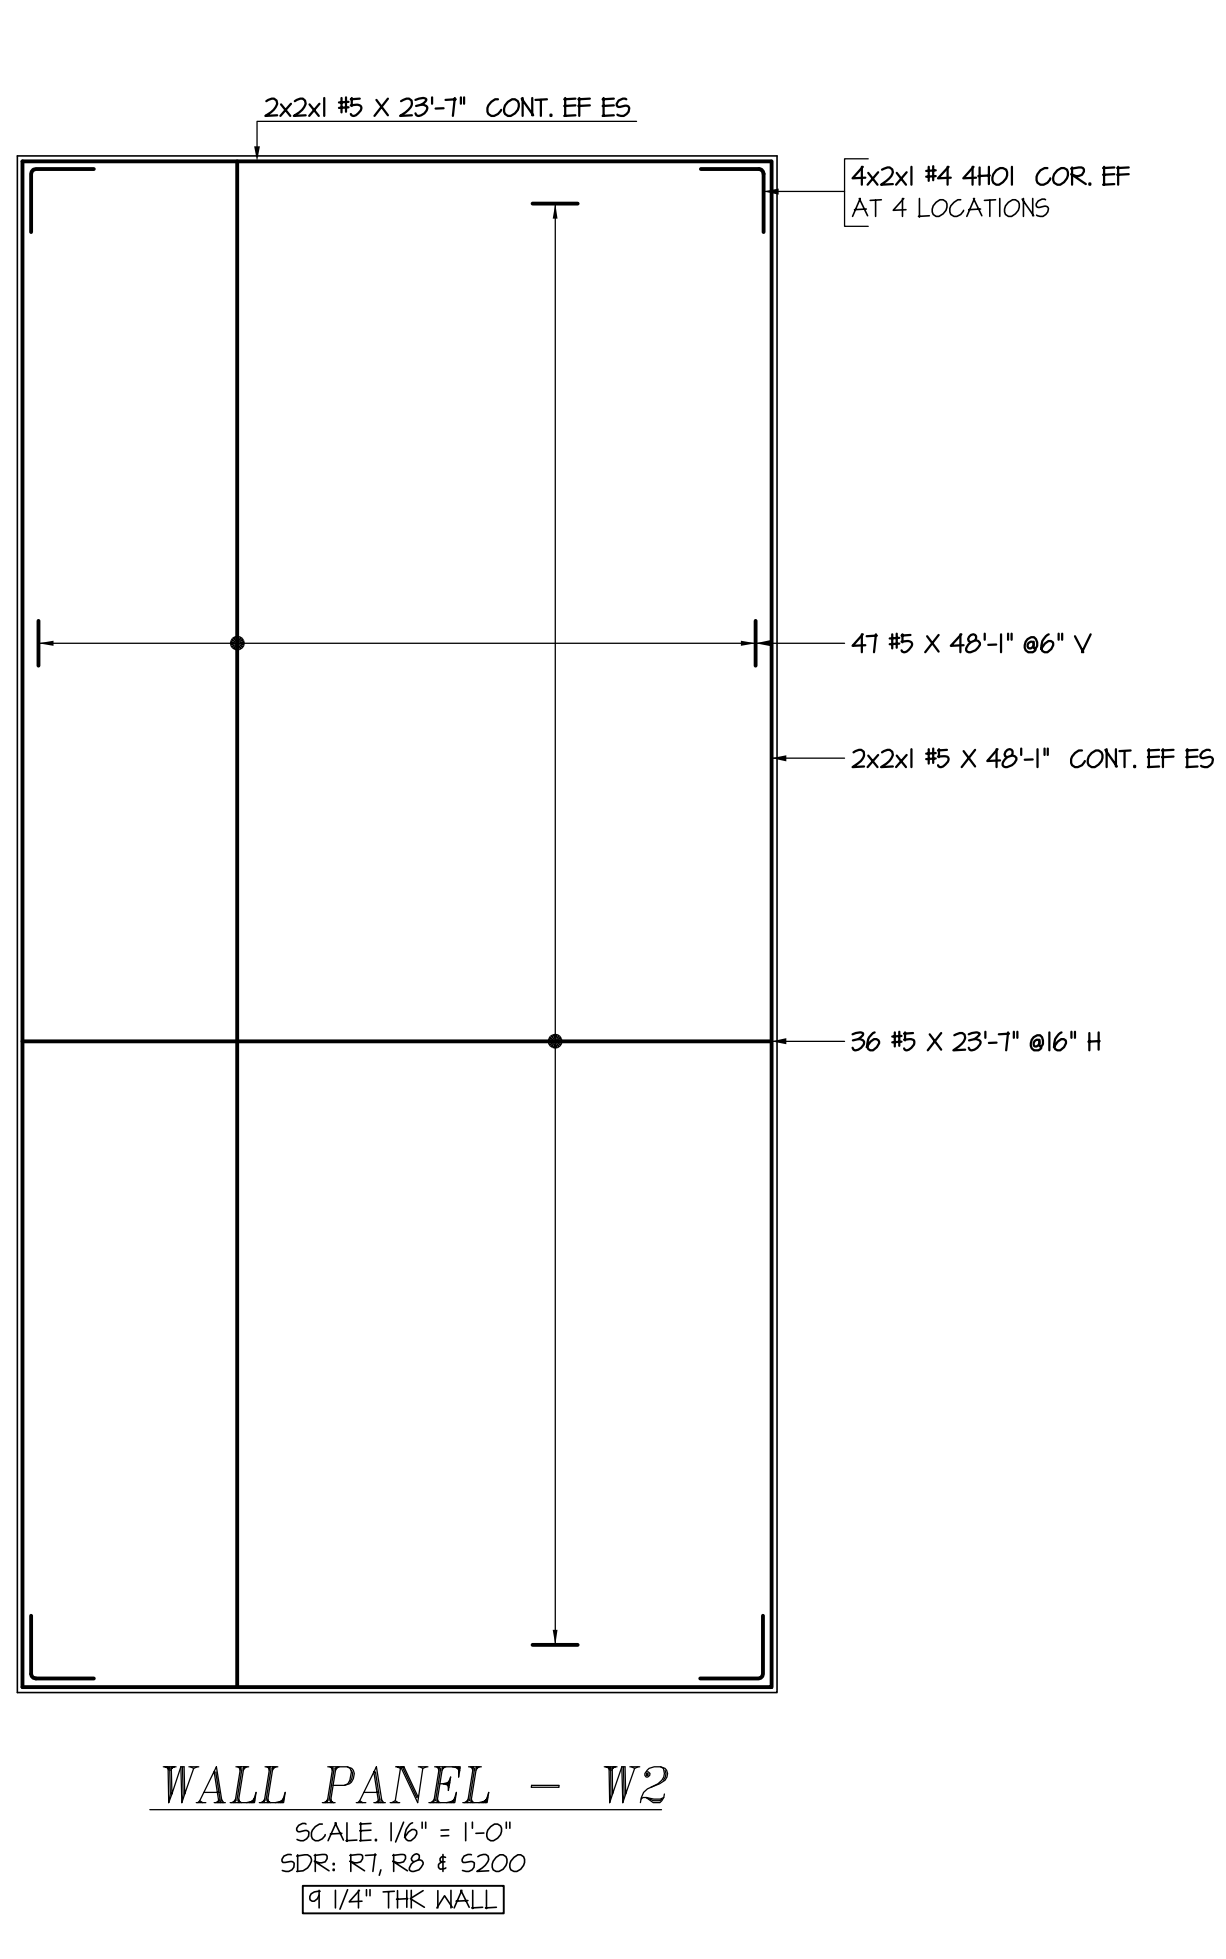 2x2x1 #5 X 23'-7" CONT. EF ES
4x2x1 #4 4H01 COR. EF
AT 4 LOCATIONS
47 #5 X 48'-1" @6" V
2x2x1 #5 X 48'-1" CONT. EF ES
36 #5 X 23'-7" @16" H
WALL PANEL - W2
SCALE. 1/6" = 1'-0"
SDR: R7, R8 & S200
9 1/4" THK WALL